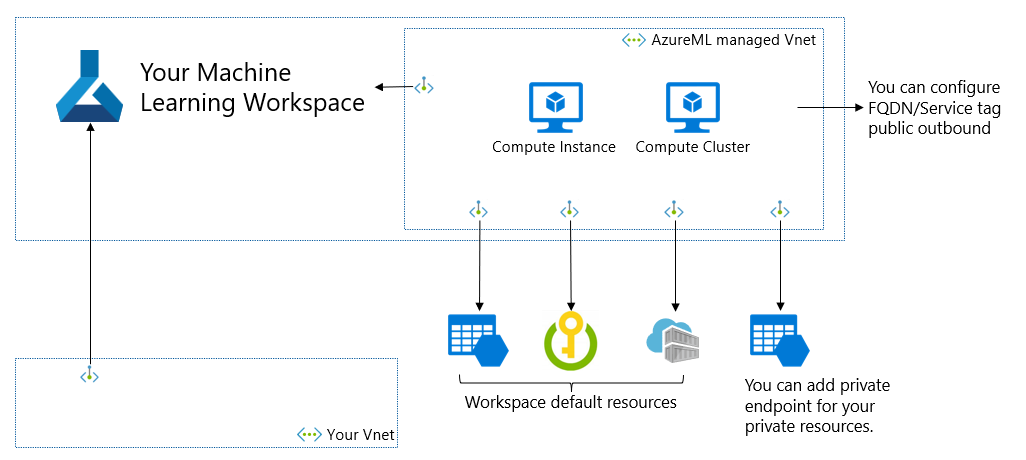 AzureML managed Vnet
Your Machine
Learning Workspace
You can configure
FQDN/Service tag
public outbound
Compute Instance
Compute Cluster
Workspace default resources
You can add private
endpoint for your
private resources.
Your Vnet